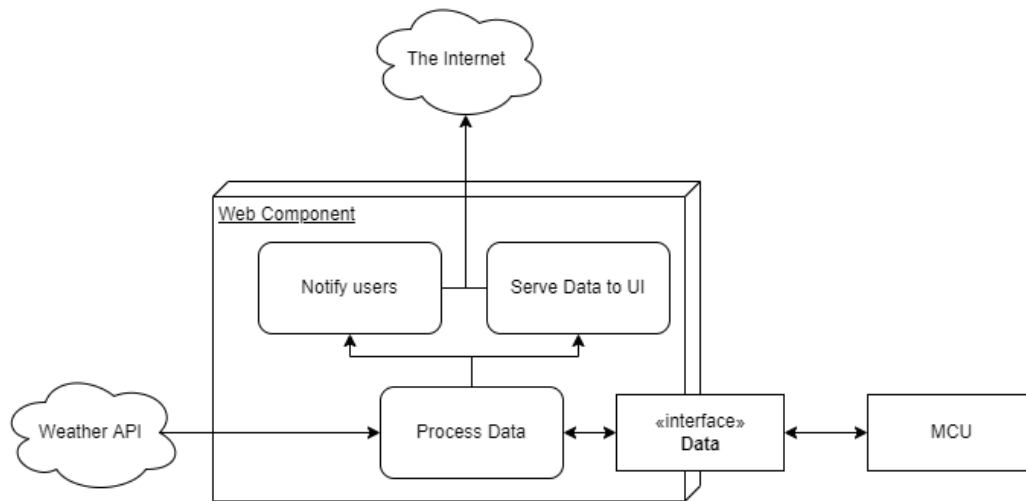 The Internet
Web Component
Notify users
Serve Data to UI
Weather API
Process Data
«interface»
Data
MCU